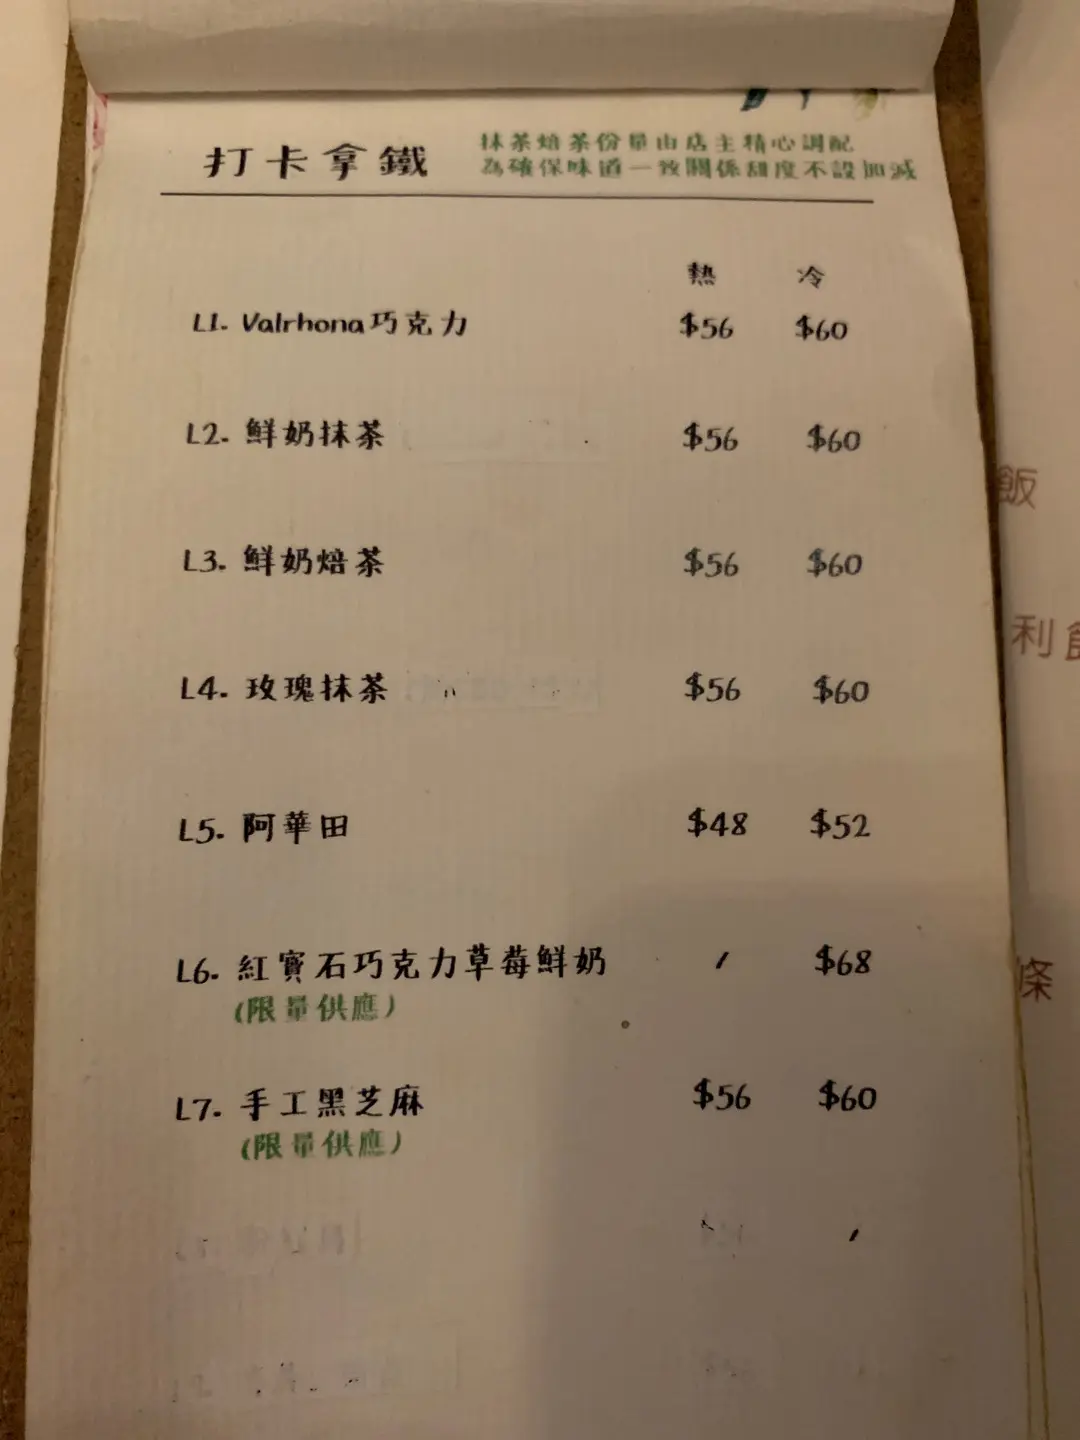 打卡拿鐵
抹茶焙茶份量由店主精心調配
為確保味道一致關係甜度不設加減
熱 冷
L1. Valrhona巧克力 $56 $60
L2. 鮮奶抹茶 $56 $60
L3. 鮮奶焙茶 $56 $60
L4. 玫瑰抹茶 $56 $60
L5. 阿華田 $48 $52
L6. 紅寶石巧克力草莓鮮奶 / $68
(限量供應)
L7. 手工黑芝麻 $56 $60
(限量供應)
/
飯
利
條